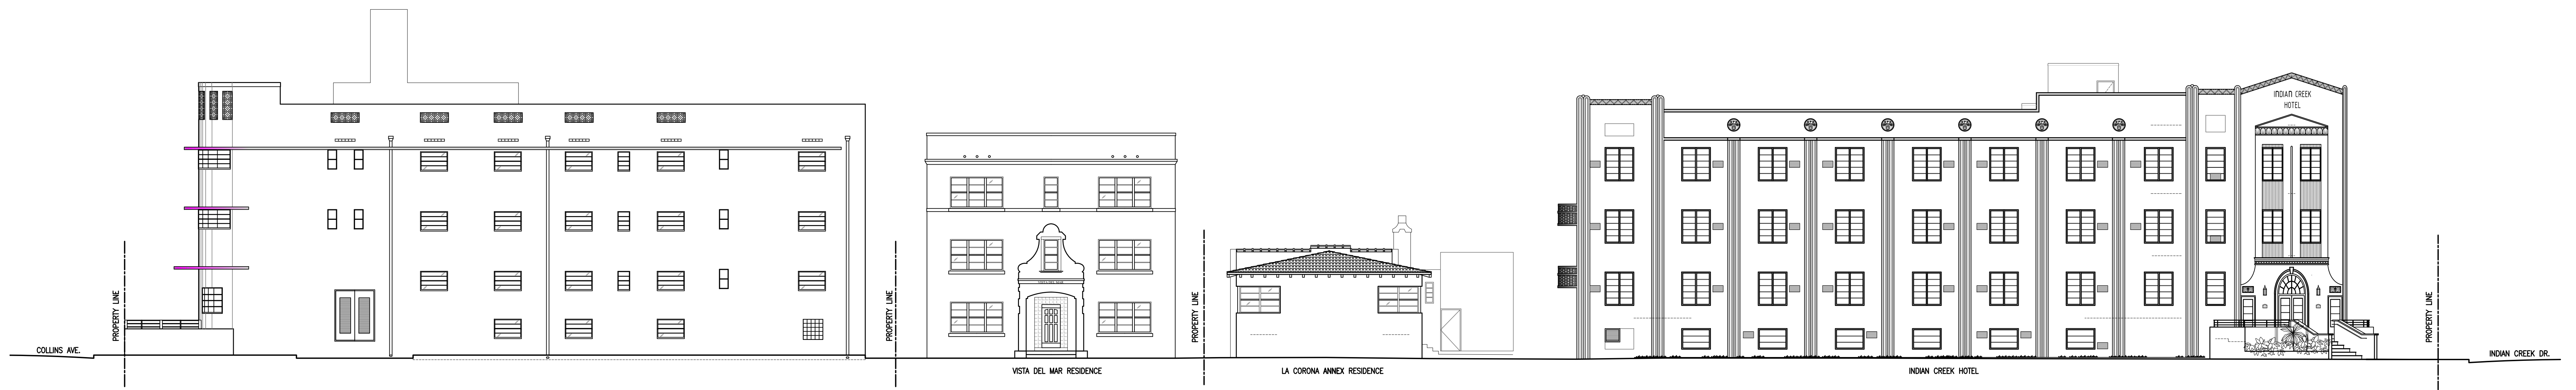 INDIAN CREEK
HOTEL
PROPERTY LINE
PROPERTY LINE
PROPERTY LINE
PROPERTY LINE
COLLINS AVE.
INDIAN CREEK DR.
VISTA DEL MAR RESIDENCE
LA CORONA ANNEX RESIDENCE
INDIAN CREEK HOTEL